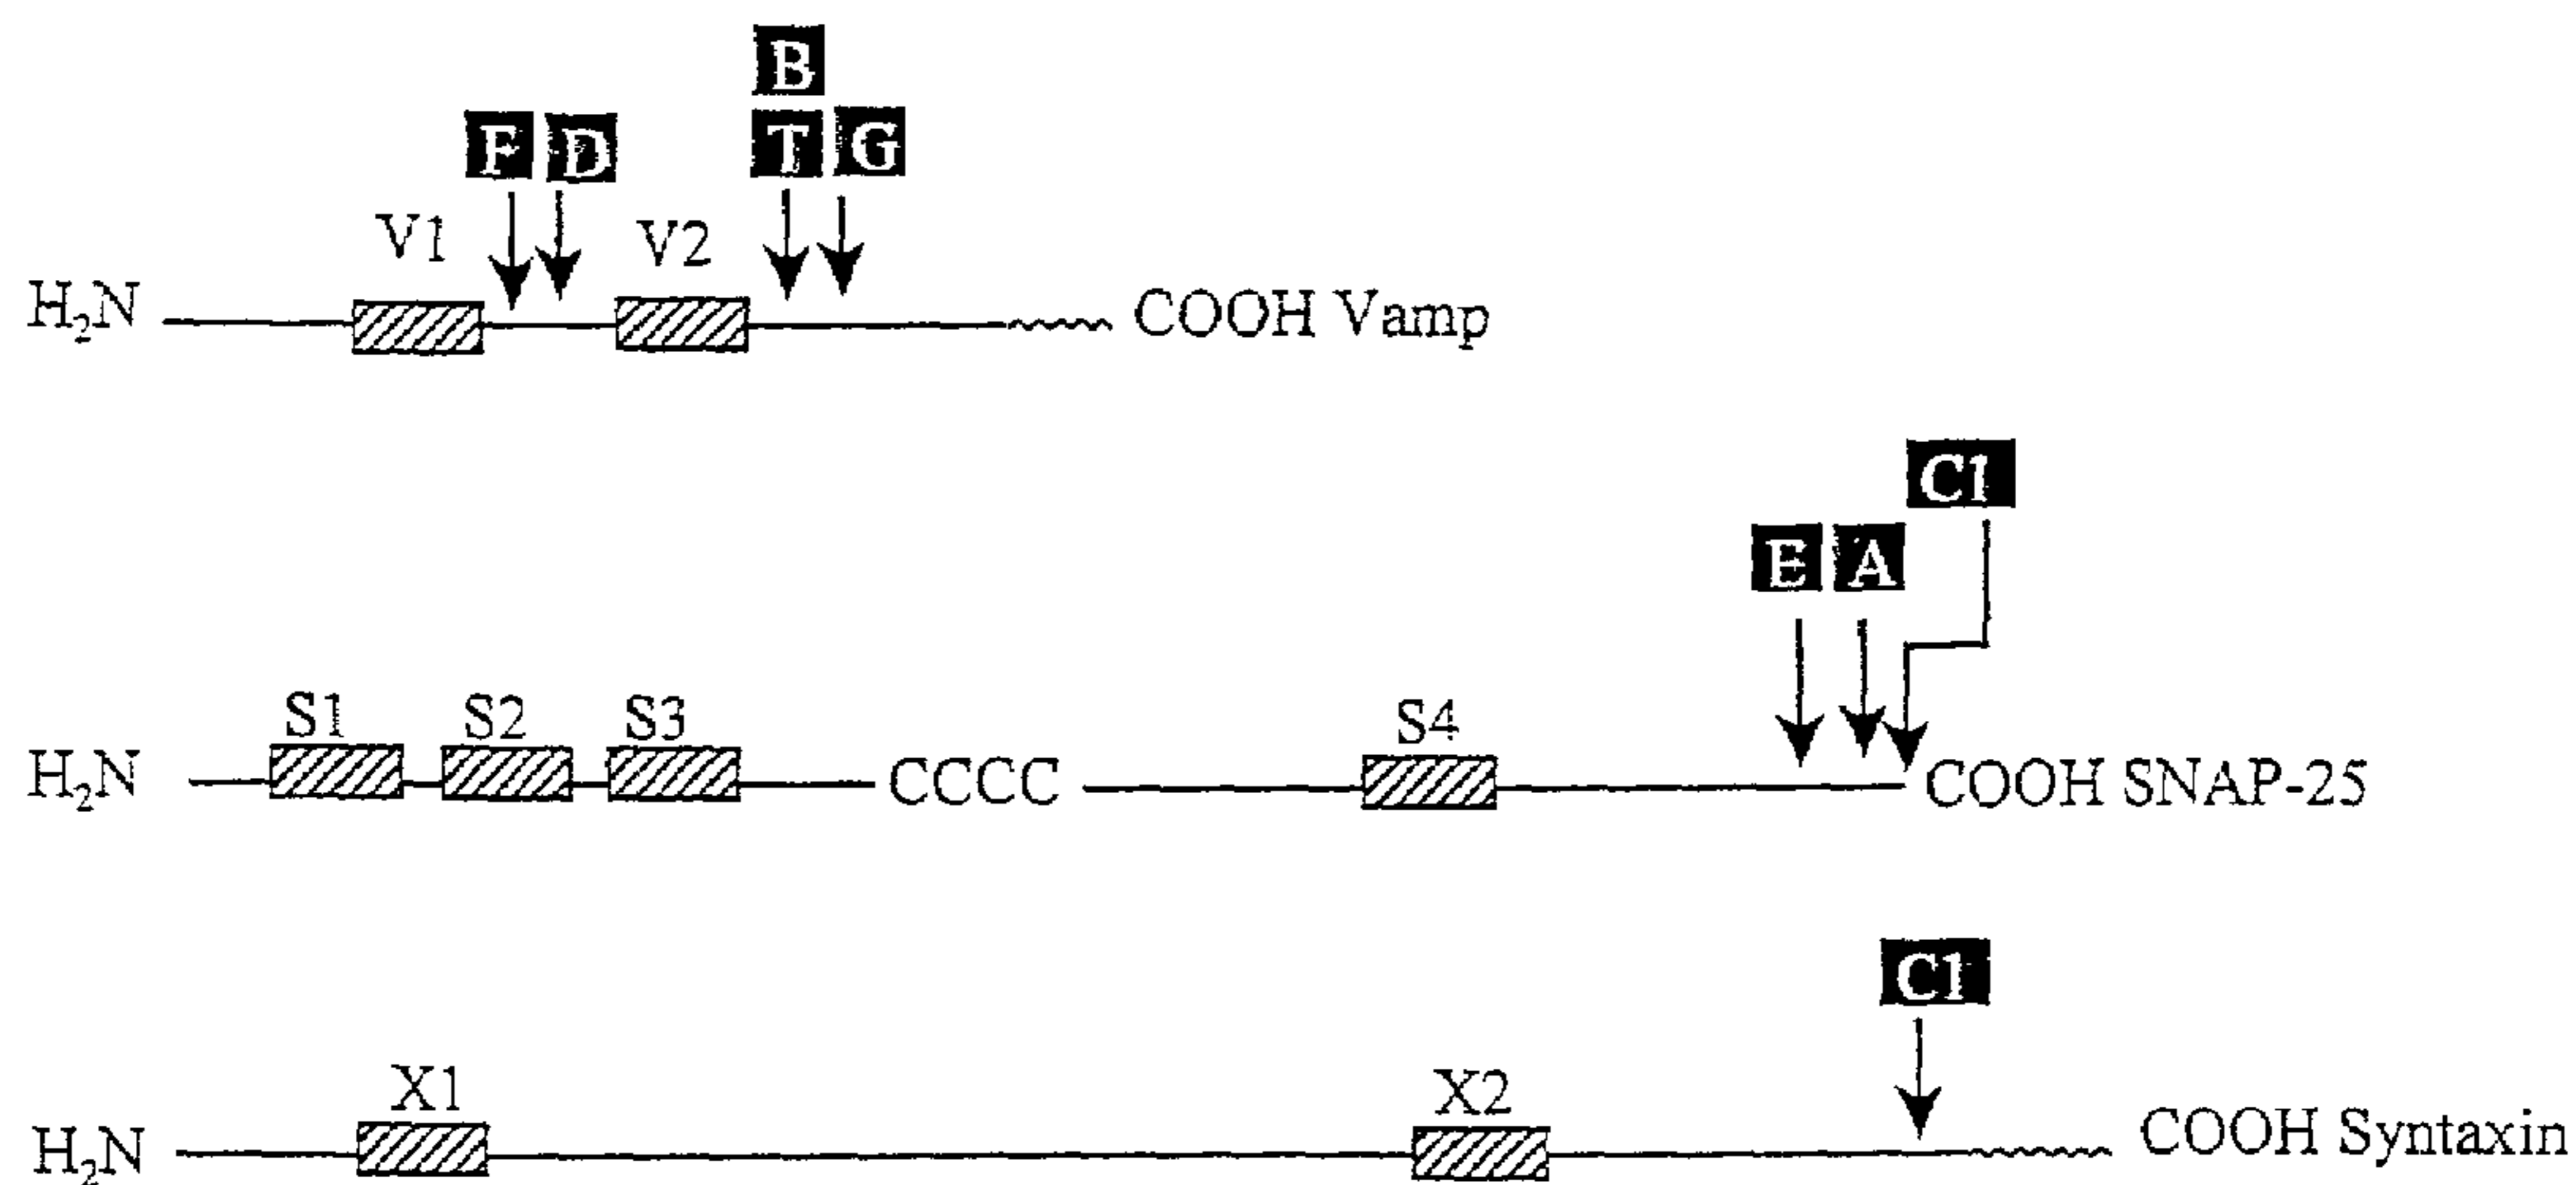 B
F D T G
V1 V2
H₂N COOH Vamp
C1
E A
S1 S2 S3 S4
H₂N CCCC COOH SNAP-25
C1
X1 X2
H₂N COOH Syntaxin